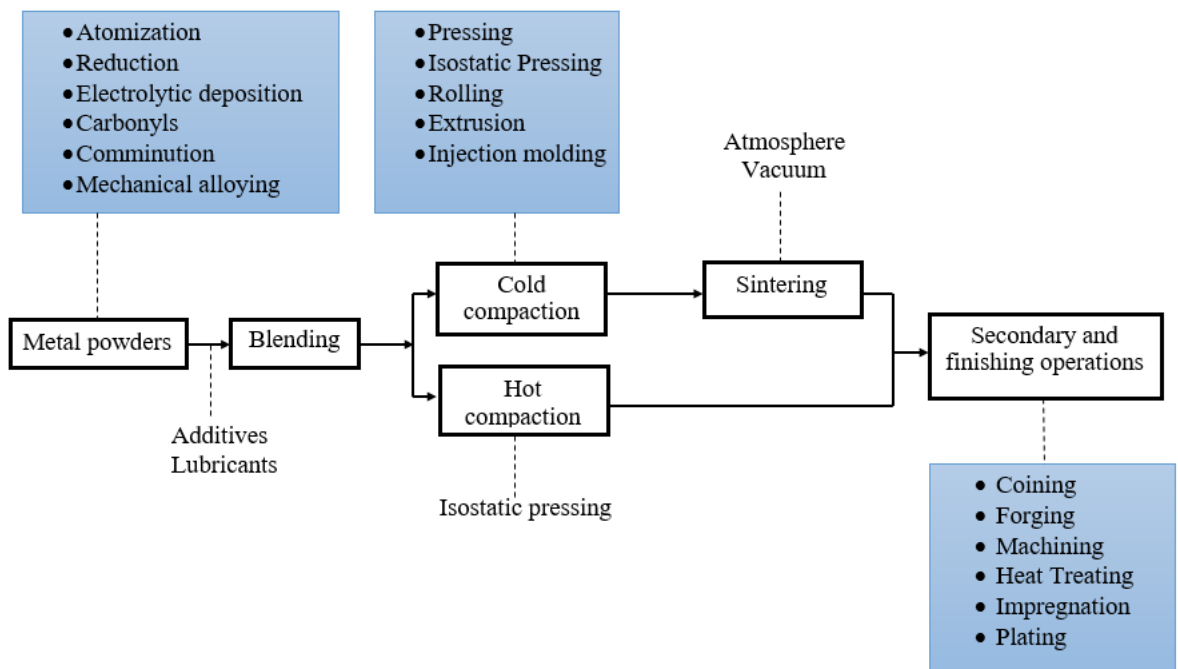 • Atomization
• Reduction
• Electrolytic deposition
• Carbonyls
• Comminution
• Mechanical alloying
• Pressing
• Isostatic Pressing
• Rolling
• Extrusion
• Injection molding
Atmosphere
Vacuum
Metal powders
Blending
Cold
compaction
Sintering
Hot
compaction
Secondary and
finishing operations
Additives
Lubricants
Isostatic pressing
• Coining
• Forging
• Machining
• Heat Treating
• Impregnation
• Plating